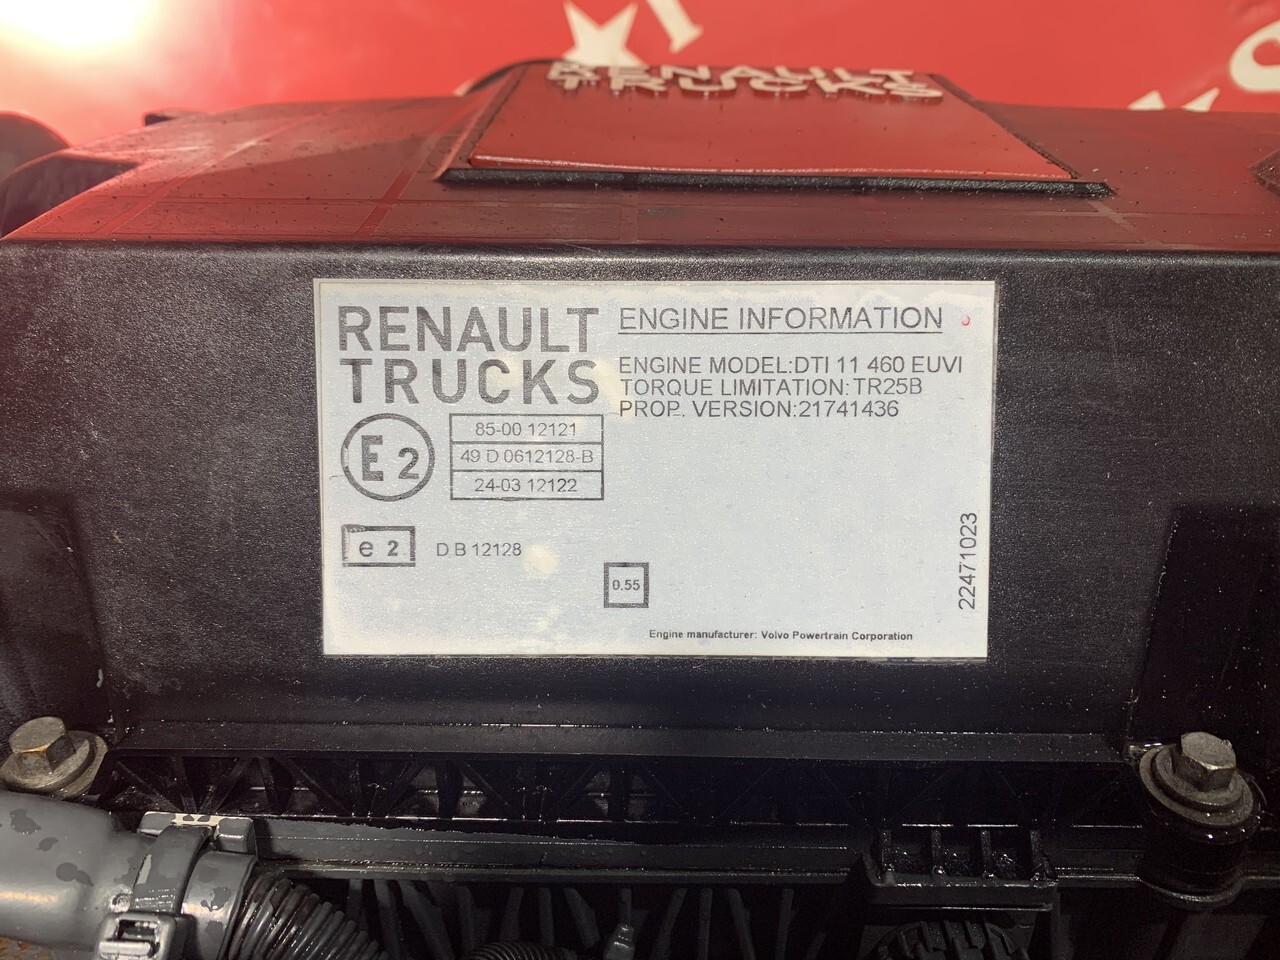 RENAULT
TRUCKS
RENAULT
TRUCKS
ENGINE INFORMATION
ENGINE MODEL:DTI 11 460 EUVI
TORQUE LIMITATION:TR25B
PROP. VERSION:21741436
E2
85-00 12121
49 D 0612128-B
24-03 12122
e 2
D B 12128
0.55
22471023
Engine manufacturer: Volvo Powertrain Corporation